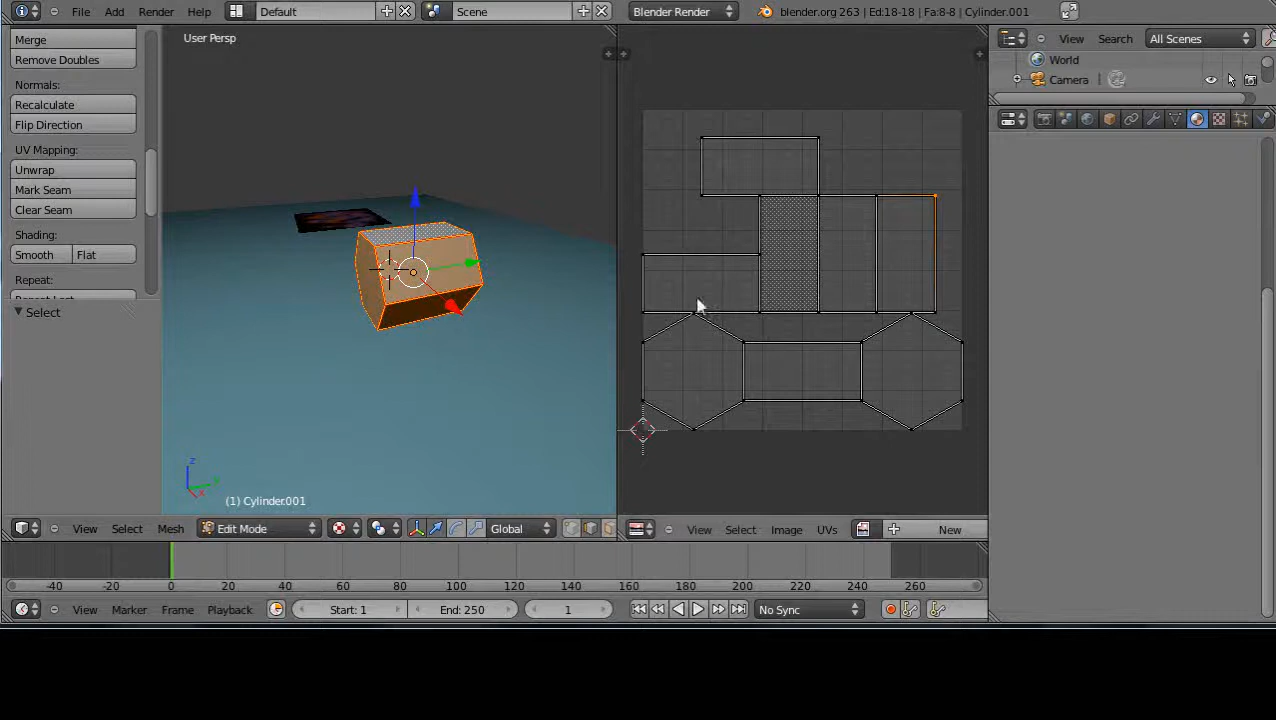 File Add Render Help Default Scene Blender Render blender.org 263 | Ed:18-18 | Fa:8-8 | Cylinder.001
Merge
Remove Doubles
Normals:
Recalculate
Flip Direction
UV Mapping:
Unwrap
Mark Seam
Clear Seam
Shading:
Smooth Flat
Repeat:
Select
User Persp
z
y
x
(1) Cylinder.001
View Select Mesh Edit Mode Global
View Select Image UVs New
View Search All Scenes
World
Camera
-40 -20 0 20 40 60 80 100 120 140 160 180 200 220 240 260
View Marker Frame Playback Start: 1 End: 250 1 No Sync